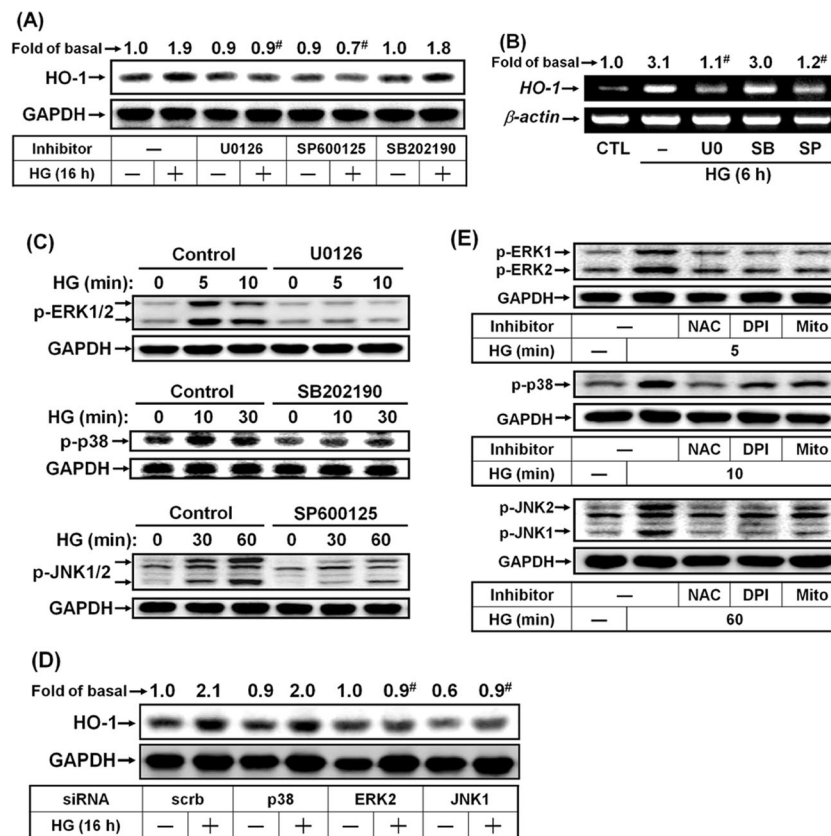 (A)
Fold of basal 1.0 1.9 0.9 0.9# 0.9 0.7# 1.0 1.8
HO-1
GAPDH
Inhibitor — U0126 SP600125 SB202190
HG (16 h) — + — + — + — +
(B)
Fold of basal 1.0 3.1 1.1# 3.0 1.2#
HO-1
β-actin
CTL – U0 SB SP
HG (6 h)
(C)
Control U0126
HG (min): 0 5 10 0 5 10
p-ERK1/2
GAPDH
Control SB202190
HG (min): 0 10 30 0 10 30
p-p38
GAPDH
Control SP600125
HG (min): 0 30 60 0 30 60
p-JNK1/2
GAPDH
(E)
p-ERK1
p-ERK2
GAPDH
Inhibitor — NAC DPI Mito
HG (min) — 5
p-p38
GAPDH
Inhibitor — NAC DPI Mito
HG (min) — 10
p-JNK2
p-JNK1
GAPDH
Inhibitor — NAC DPI Mito
HG (min) — 60
(D)
Fold of basal 1.0 2.1 0.9 2.0 1.0 0.9# 0.6 0.9#
HO-1
GAPDH
siRNA scrb p38 ERK2 JNK1
HG (16 h) — + — + — + — +